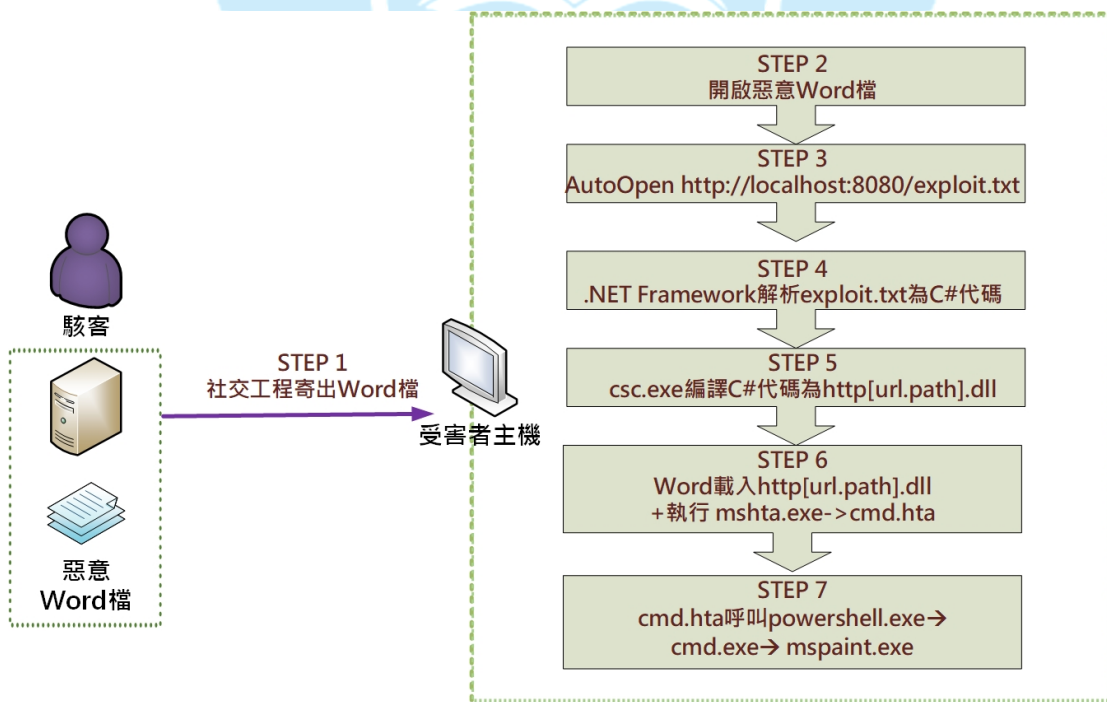 駭客
惡意
Word檔
STEP 1
社交工程寄出Word檔
受害者主機
STEP 2
開啟惡意Word檔
STEP 3
AutoOpen http://localhost:8080/exploit.txt
STEP 4
.NET Framework解析exploit.txt為C#代碼
STEP 5
csc.exe編譯C#代碼為http[url.path].dll
STEP 6
Word載入http[url.path].dll
+執行 mshta.exe->cmd.hta
STEP 7
cmd.hta呼叫powershell.exe→
cmd.exe→ mspaint.exe